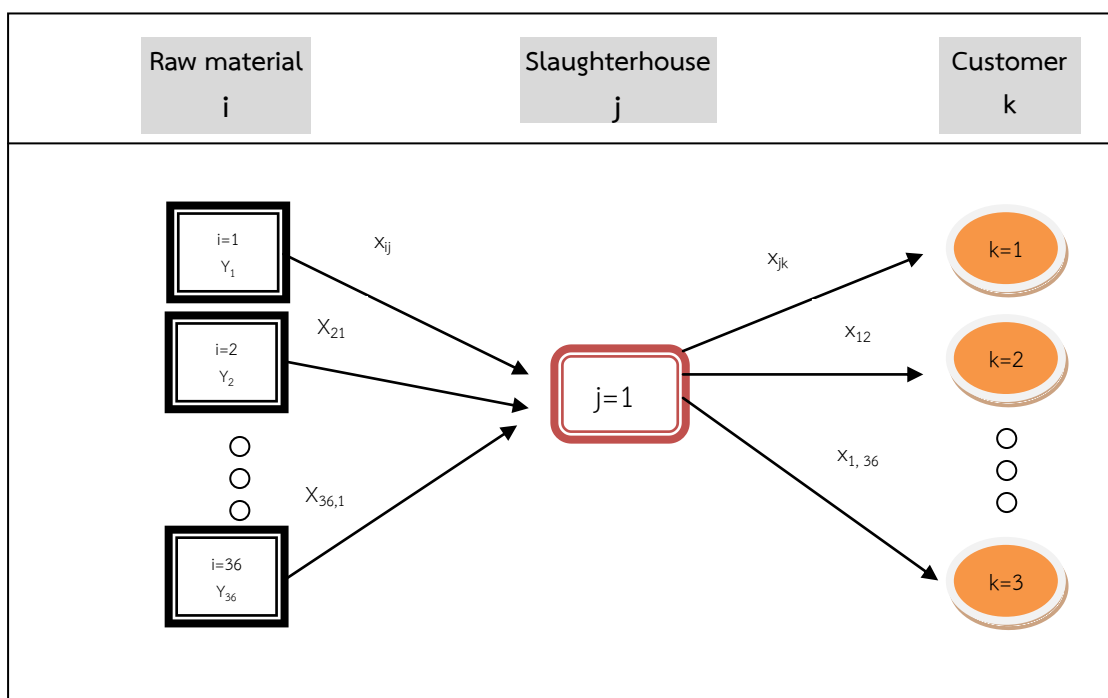 Raw material
i
Slaughterhouse
j
Customer
k
i=1
Y1
xij
xjk
k=1
X21
i=2
Y2
x12
k=2
j=1
X36,1
x1, 36
i=36
Y36
k=3